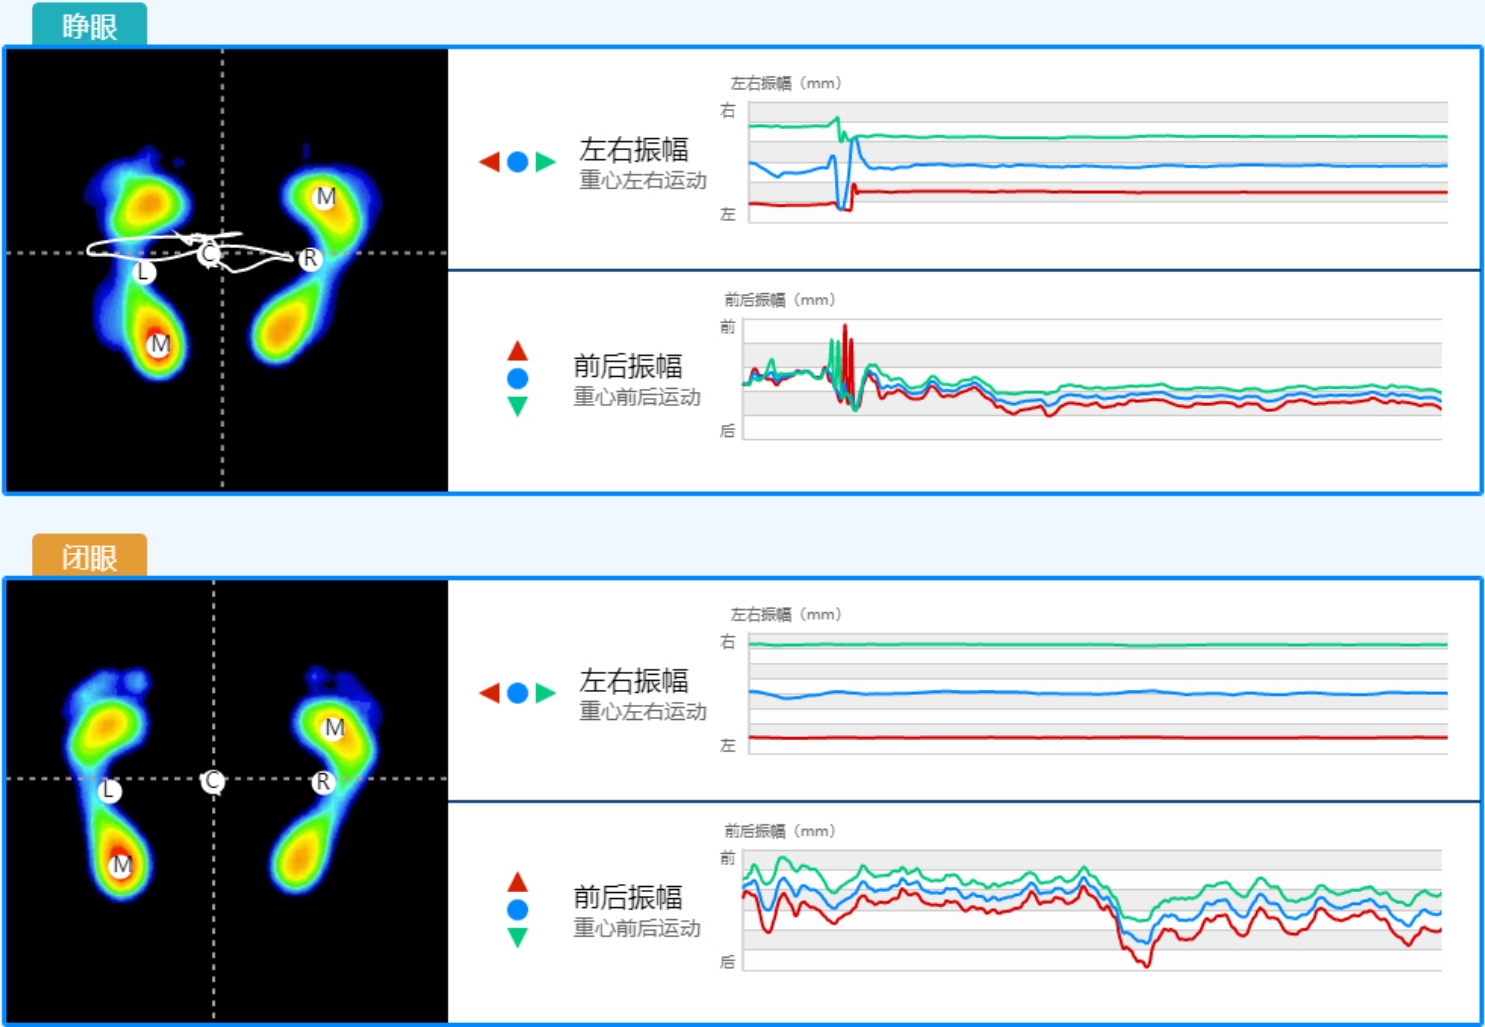 睁眼
左右振幅（mm）
右
左右振幅
重心左右运动
左
M
C
R
L
M
前后振幅（mm）
前
前后振幅
重心前后运动
后
闭眼
左右振幅（mm）
右
左右振幅
重心左右运动
左
M
C
R
L
M
前后振幅（mm）
前
前后振幅
重心前后运动
后